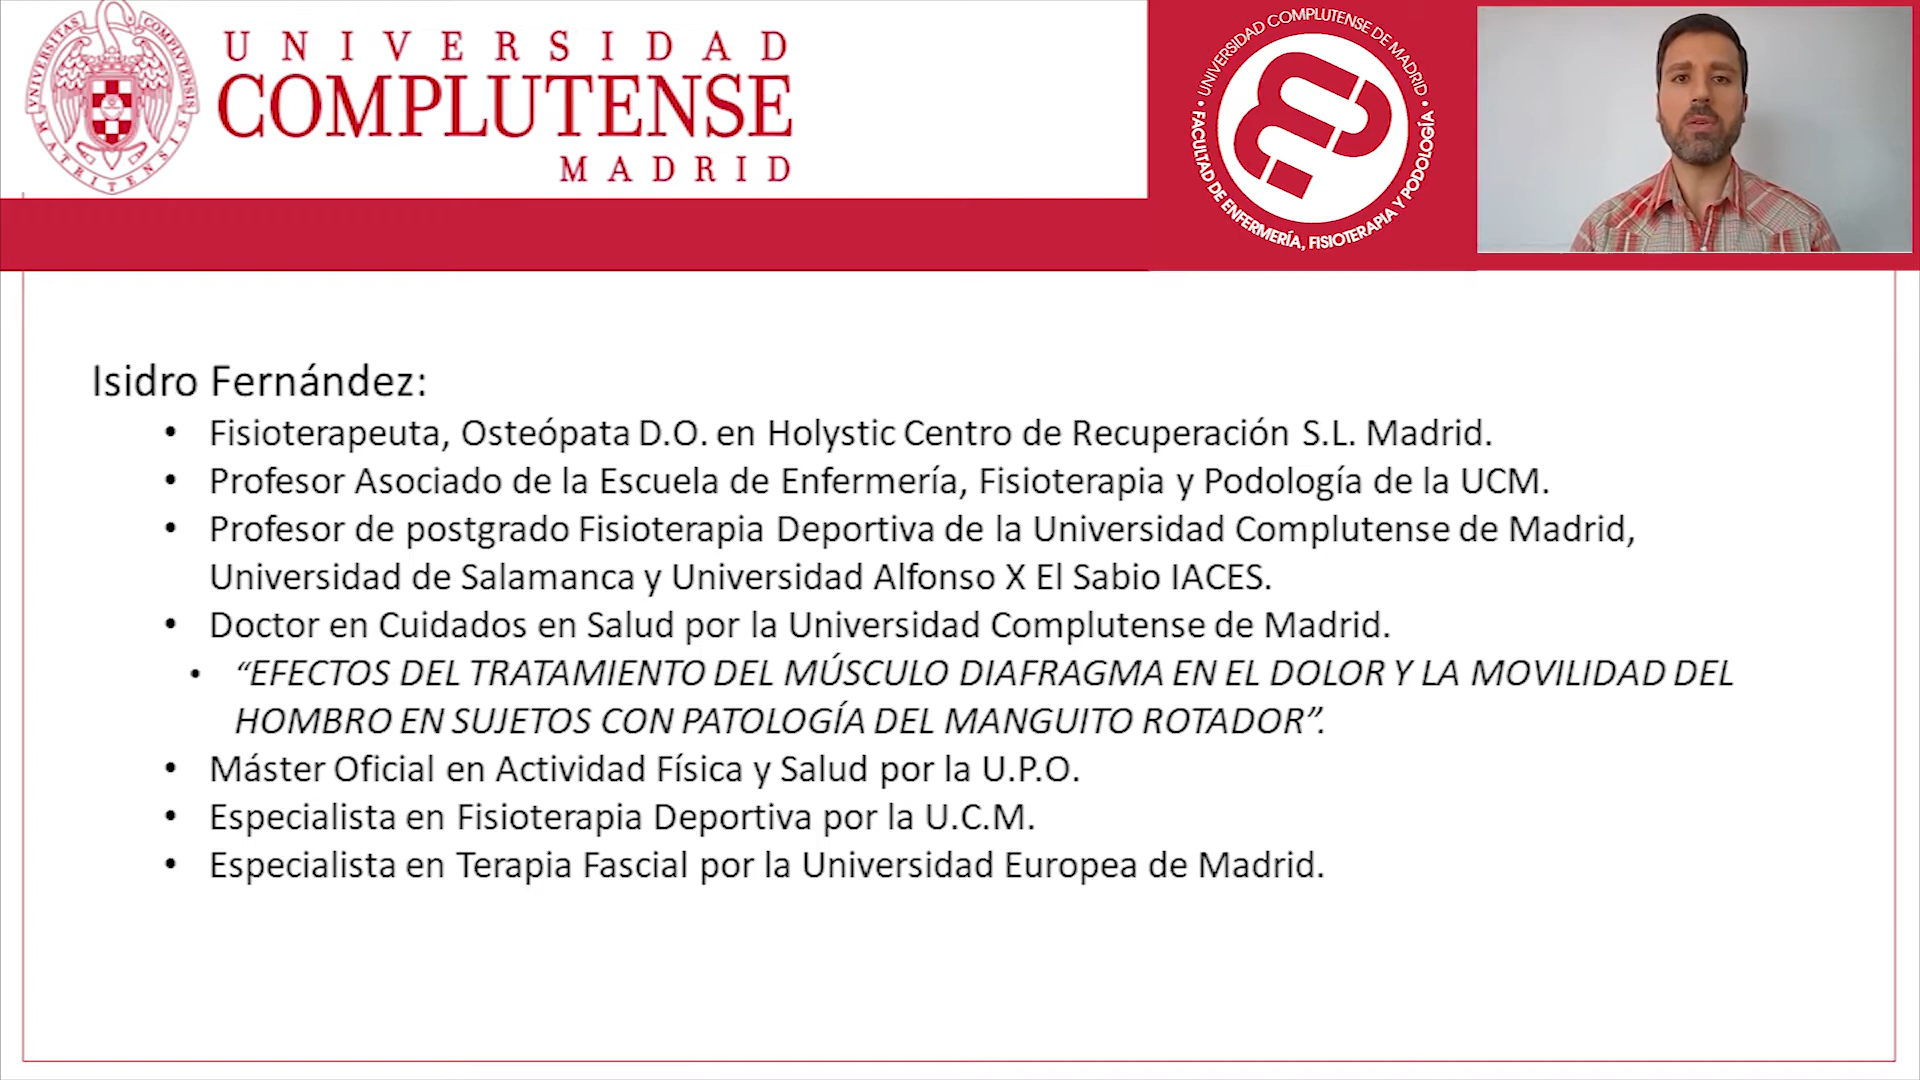 UNIVERSITAS COMPLUTENSIS
MATRITENSIS
UNIVERSIDAD
COMPLUTENSE
MADRID
• UNIVERSIDAD COMPLUTENSE DE MADRID •
FACULTAD DE ENFERMERÍA, FISIOTERAPIA Y PODOLOGÍA
Isidro Fernández:
• Fisioterapeuta, Osteópata D.O. en Holystic Centro de Recuperación S.L. Madrid.
• Profesor Asociado de la Escuela de Enfermería, Fisioterapia y Podología de la UCM.
• Profesor de postgrado Fisioterapia Deportiva de la Universidad Complutense de Madrid,
Universidad de Salamanca y Universidad Alfonso X El Sabio IACES.
• Doctor en Cuidados en Salud por la Universidad Complutense de Madrid.
• “EFECTOS DEL TRATAMIENTO DEL MÚSCULO DIAFRAGMA EN EL DOLOR Y LA MOVILIDAD DEL
HOMBRO EN SUJETOS CON PATOLOGÍA DEL MANGUITO ROTADOR”.
• Máster Oficial en Actividad Física y Salud por la U.P.O.
• Especialista en Fisioterapia Deportiva por la U.C.M.
• Especialista en Terapia Fascial por la Universidad Europea de Madrid.